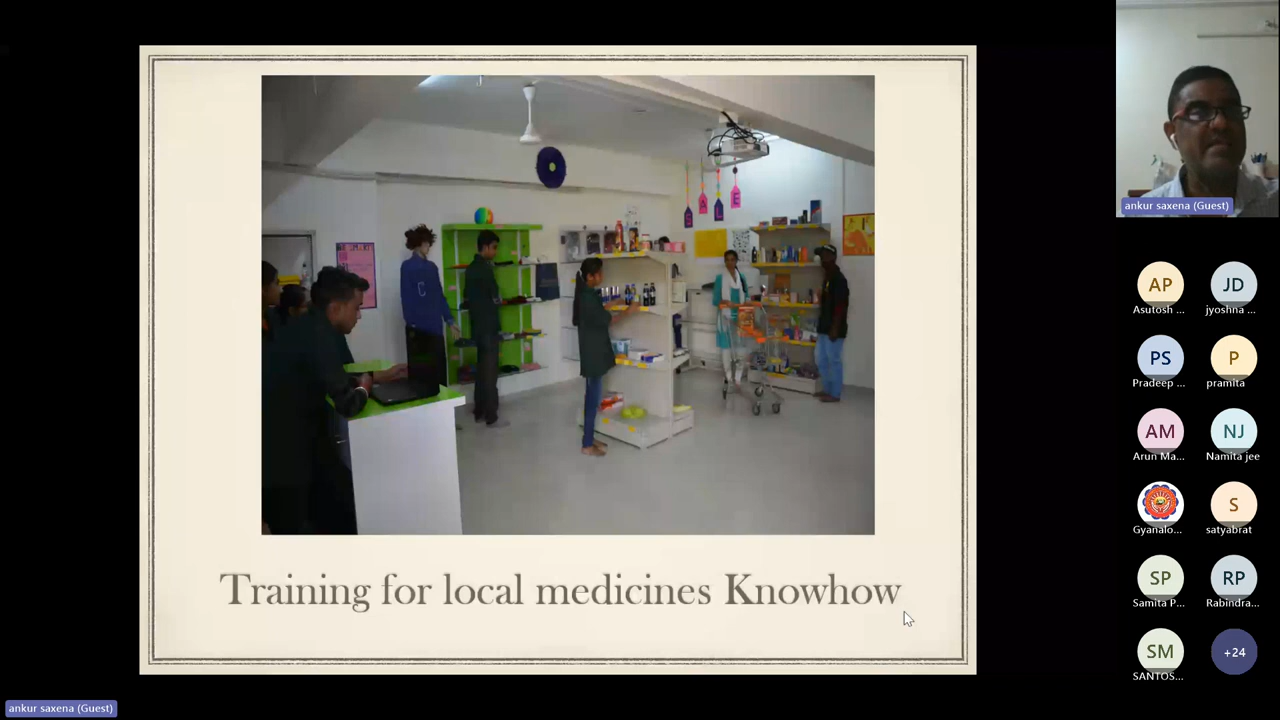 S
A
L
E
C
Training for local medicines Knowhow
ankur saxena (Guest)
AP
JD
Asutosh ...
jyoshna ...
PS
P
Pradeep ...
pramita
AM
NJ
Arun Ma...
Namita jee
S
Gyanalo...
satyabrat
SP
RP
Samita P...
Rabindra...
SM
+24
SANTOS...
ankur saxena (Guest)